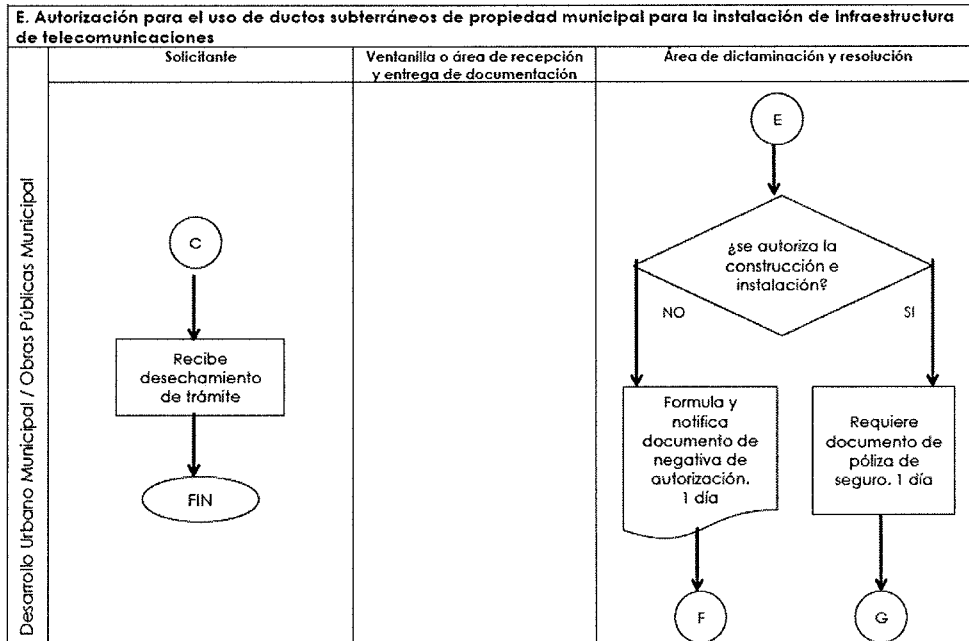 E. Autorización para el uso de ductos subterráneos de propiedad municipal para la instalación de infraestructura
de telecomunicaciones
Solicitante
Ventanilla o área de recepción
y entrega de documentación
Área de dictaminación y resolución
Desarrollo Urbano Municipal / Obras Públicas Municipal
C
Recibe
desechamiento
de trámite
FIN
E
¿se autoriza la
construcción e
instalación?
NO
SI
Formula y
notifica
documento de
negativa de
autorización.
1 día
Requiere
documento de
póliza de
seguro. 1 día
F
G